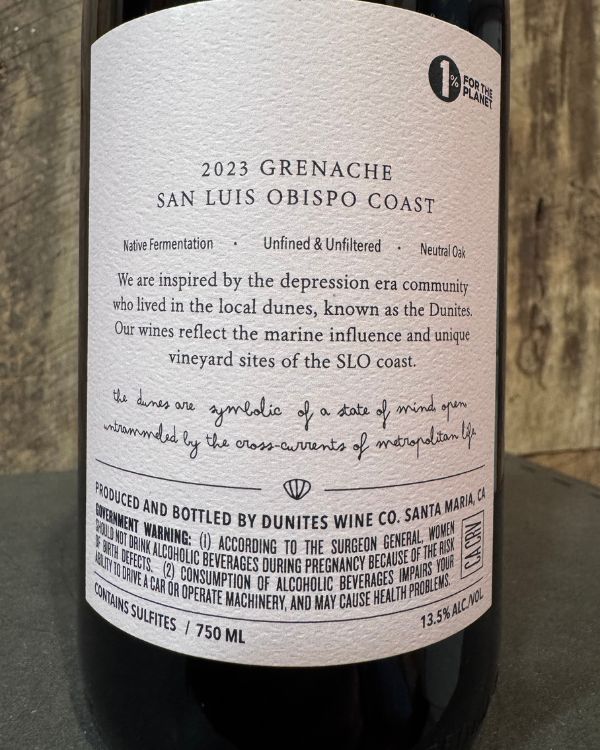 1% FOR THE
PLANET
2023 GRENACHE
SAN LUIS OBISPO COAST
Native Fermentation · Unfined & Unfiltered · Neutral Oak
We are inspired by the depression era community
who lived in the local dunes, known as the Dunites.
Our wines reflect the marine influence and unique
vineyard sites of the SLO coast.
the dunes are symbolic of a state of mind open
untrammeled by the cross-currents of metropolitan life
PRODUCED AND BOTTLED BY DUNITES WINE CO. SANTA MARIA, CA
GOVERNMENT WARNING: (1) ACCORDING TO THE SURGEON GENERAL, WOMEN
SHOULD NOT DRINK ALCOHOLIC BEVERAGES DURING PREGNANCY BECAUSE OF THE RISK
OF BIRTH DEFECTS. (2) CONSUMPTION OF ALCOHOLIC BEVERAGES IMPAIRS YOUR
ABILITY TO DRIVE A CAR OR OPERATE MACHINERY, AND MAY CAUSE HEALTH PROBLEMS.
CA CRV
CONTAINS SULFITES / 750 ML
13.5% ALC./VOL